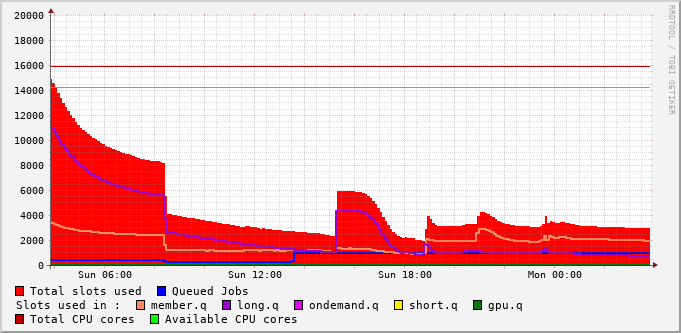 RRDTOOL / TOBI OETIKER
20000
18000
16000
14000
12000
10000
8000
6000
4000
2000
0
Sun 06:00 Sun 12:00 Sun 18:00 Mon 00:00
Total slots used Queued Jobs
Slots used in : member.q long.q ondemand.q short.q gpu.q
Total CPU cores Available CPU cores